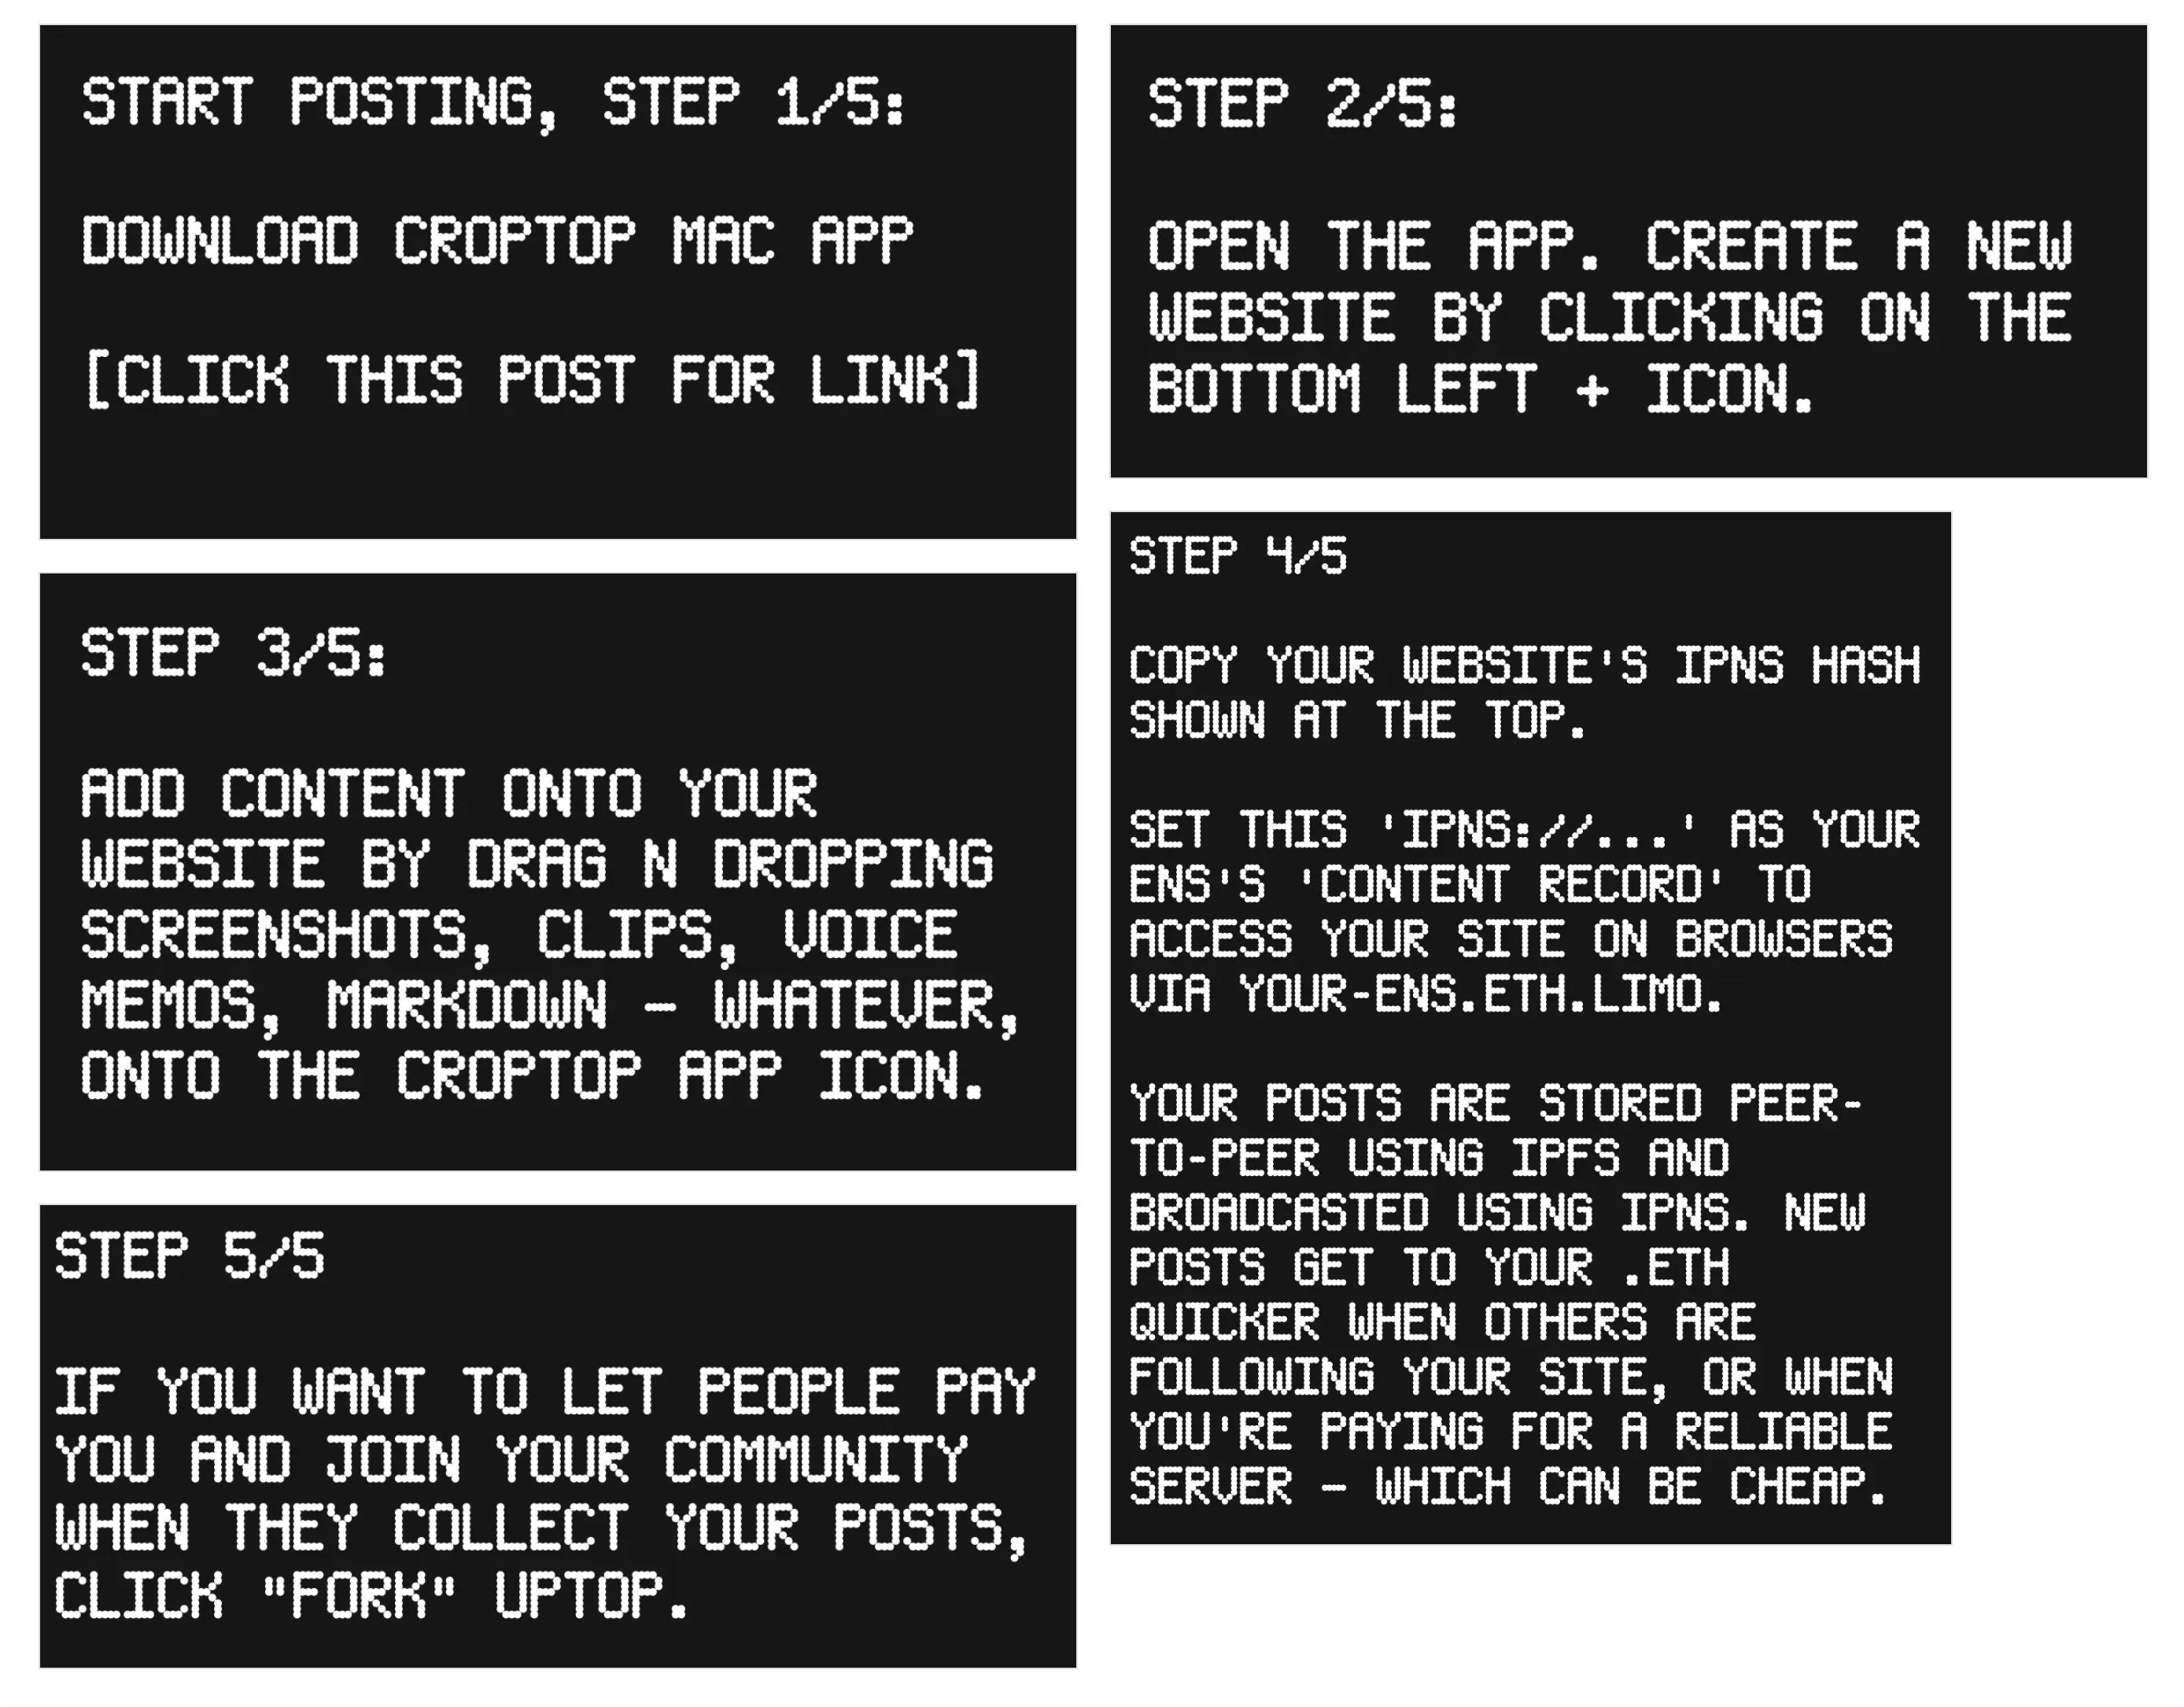 START POSTING, STEP 1/5:
DOWNLOAD CROPTOP MAC APP
[CLICK THIS POST FOR LINK]
STEP 2/5:
OPEN THE APP. CREATE A NEW
WEBSITE BY CLICKING ON THE
BOTTOM LEFT + ICON.
STEP 3/5:
ADD CONTENT ONTO YOUR
WEBSITE BY DRAG N DROPPING
SCREENSHOTS, CLIPS, VOICE
MEMOS, MARKDOWN – WHATEVER,
ONTO THE CROPTOP APP ICON.
STEP 4/5
COPY YOUR WEBSITE'S IPNS HASH
SHOWN AT THE TOP.
SET THIS 'IPNS://...' AS YOUR
ENS'S 'CONTENT RECORD' TO
ACCESS YOUR SITE ON BROWSERS
VIA YOUR-ENS.ETH.LIMO.
YOUR POSTS ARE STORED PEER-
TO-PEER USING IPFS AND
BROADCASTED USING IPNS. NEW
POSTS GET TO YOUR .ETH
QUICKER WHEN OTHERS ARE
FOLLOWING YOUR SITE, OR WHEN
YOU'RE PAYING FOR A RELIABLE
SERVER – WHICH CAN BE CHEAP.
STEP 5/5
IF YOU WANT TO LET PEOPLE PAY
YOU AND JOIN YOUR COMMUNITY
WHEN THEY COLLECT YOUR POSTS,
CLICK "FORK" UPTOP.